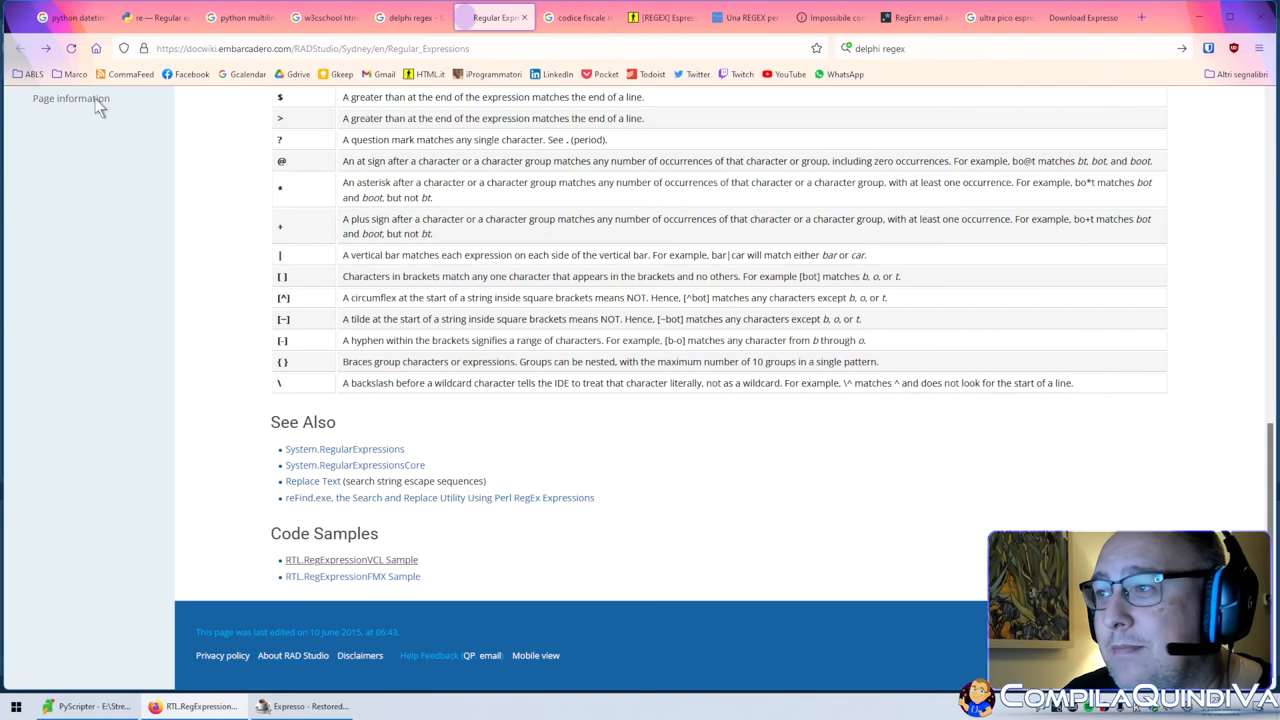 python datetim
re — Regular e
python multilin
w3cschool htm
delphi regex - G
Regular Expre
codice fiscale re
[REGEX] Espres
Una REGEX per
Impossibile con
RegExr: email a
ultra pico espre
Download Expresso
https://docwiki.embarcadero.com/RADStudio/Sydney/en/Regular_Expressions
delphi regex
ABLS
Marco
CommaFeed
Facebook
Gcalendar
Gdrive
Gkeep
Gmail
HTML.it
iProgrammatori
LinkedIn
Pocket
Todoist
Twitter
Twitch
YouTube
WhatsApp
Altri segnalibri
Page information
$ A greater than at the end of the expression matches the end of a line.
> A greater than at the end of the expression matches the end of a line.
? A question mark matches any single character. See . (period).
@ An at sign after a character or a character group matches any number of occurrences of that character or group, including zero occurrences. For example, bo@t matches bt, bot, and boot.
* An asterisk after a character or a character group matches any number of occurrences of that character or a character group, with at least one occurrence. For example, bo*t matches bot
and boot, but not bt.
+ A plus sign after a character or a character group matches any number of occurrences of that character or a character group, with at least one occurrence. For example, bo+t matches bot
and boot, but not bt.
| A vertical bar matches each expression on each side of the vertical bar. For example, bar|car will match either bar or car.
[ ] Characters in brackets match any one character that appears in the brackets and no others. For example [bot] matches b, o, or t.
[^] A circumflex at the start of a string inside square brackets means NOT. Hence, [^bot] matches any characters except b, o, or t.
[~] A tilde at the start of a string inside square brackets means NOT. Hence, [~bot] matches any characters except b, o, or t.
[-] A hyphen within the brackets signifies a range of characters. For example, [b-o] matches any character from b through o.
{ } Braces group characters or expressions. Groups can be nested, with the maximum number of 10 groups in a single pattern.
\ A backslash before a wildcard character tells the IDE to treat that character literally, not as a wildcard. For example, \^ matches ^ and does not look for the start of a line.
See Also
• System.RegularExpressions
• System.RegularExpressionsCore
• Replace Text (search string escape sequences)
• reFind.exe, the Search and Replace Utility Using Perl RegEx Expressions
Code Samples
• RTL.RegExpressionVCL Sample
• RTL.RegExpressionFMX Sample
This page was last edited on 10 June 2015, at 06:43.
Privacy policy About RAD Studio Disclaimers Help Feedback (QP, email) Mobile view
PyScripter - E:\Stre...
RTL.RegExpression...
Expresso - Restored...
COMPILAQUINDIVA